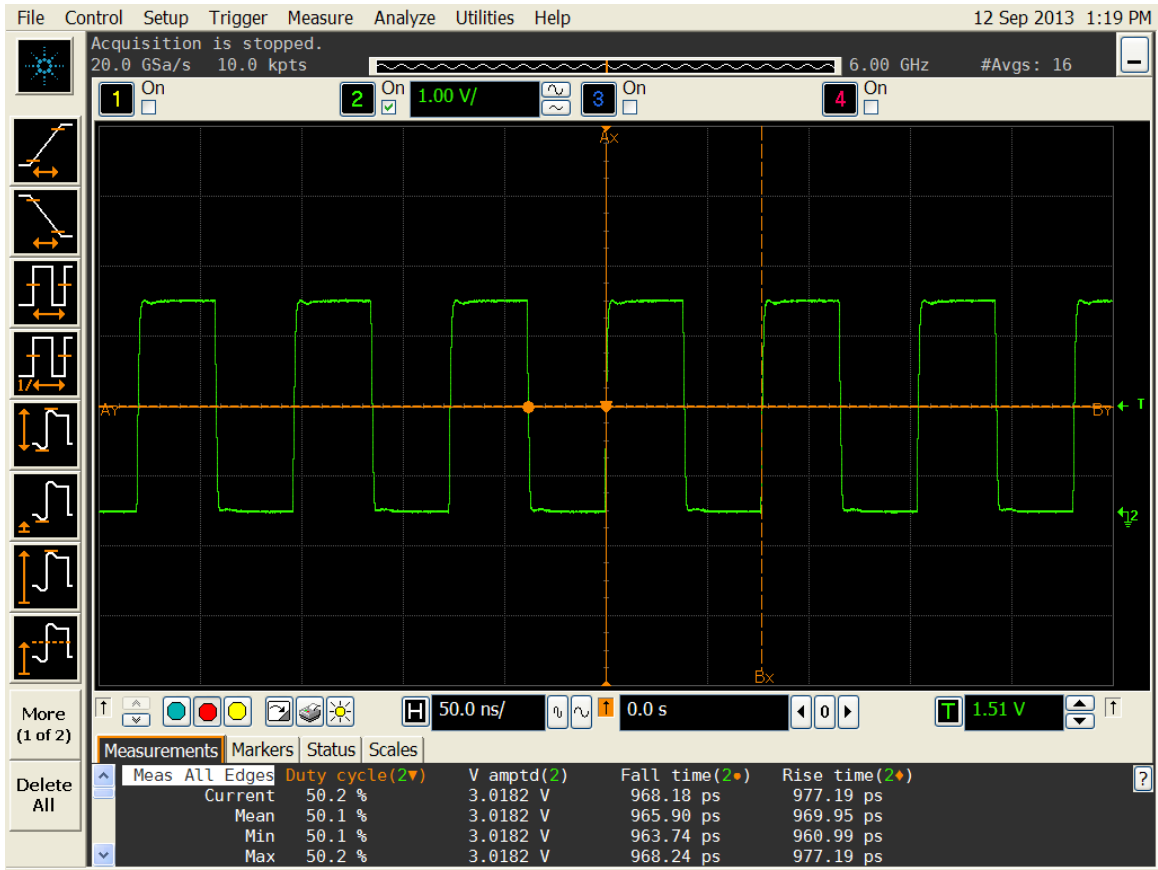 File Control Setup Trigger Measure Analyze Utilities Help 12 Sep 2013 1:19 PM
Acquisition is stopped.
20.0 GSa/s 10.0 kpts 6.00 GHz #Avgs: 16
1 On 2 On 1.00 V/ 3 On 4 On
Ax
AY BY T
2
Bx
1/
More
(1 of 2)
Delete
All
H 50.0 ns/ 0.0 s 0 T 1.51 V
Measurements Markers Status Scales
Meas All Edges Duty cycle(2▼) V amptd(2) Fall time(2●) Rise time(2♦) ?
Current 50.2 % 3.0182 V 968.18 ps 977.19 ps
Mean 50.1 % 3.0182 V 965.90 ps 969.95 ps
Min 50.1 % 3.0182 V 963.74 ps 960.99 ps
Max 50.2 % 3.0182 V 968.24 ps 977.19 ps